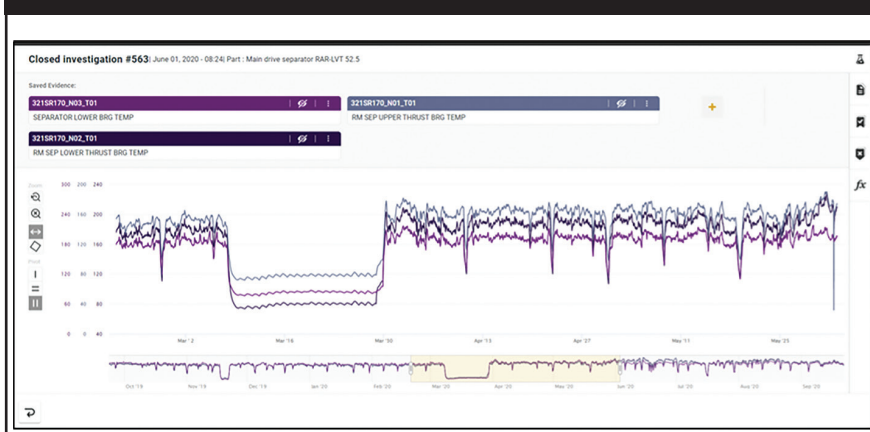 Closed investigation #563| June 01, 2020 - 08:24| Part : Main drive separator RAR-LVT 52.5
Saved Evidence:
321SR170_N03_T01
SEPARATOR LOWER BRG TEMP
321SR170_N01_T01
RM SEP UPPER THRUST BRG TEMP
+
321SR170_N02_T01
RM SEP LOWER THRUST BRG TEMP
fx
Zoom
300 200 240
240 160 200
180 120 160
120 80 120
60 40 80
0 0 40
Mar '2 Mar '16 Mar '30 Apr '13 Apr '27 May '11 May '25
Oct '19 Nov '19 Dec '19 Jan '20 Feb '20 Mar '20 Apr '20 May '20 Jun '20 Jul '20 Aug '20 Sep '20